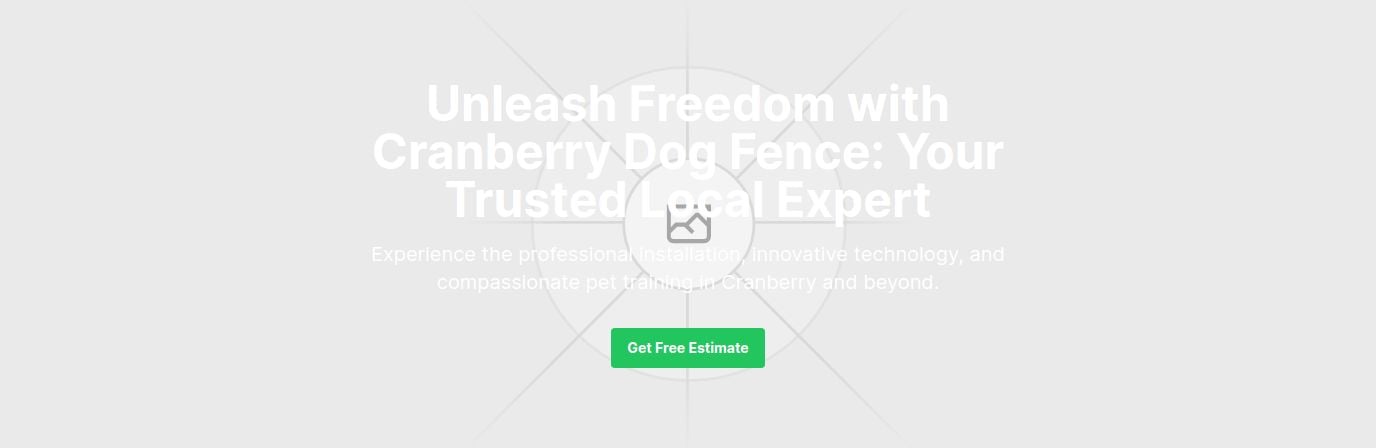 Unleash Freedom with
Cranberry Dog Fence: Your
Trusted Local Expert
Experience the professional installation, innovative technology, and
compassionate pet training in Cranberry and beyond.
Get Free Estimate